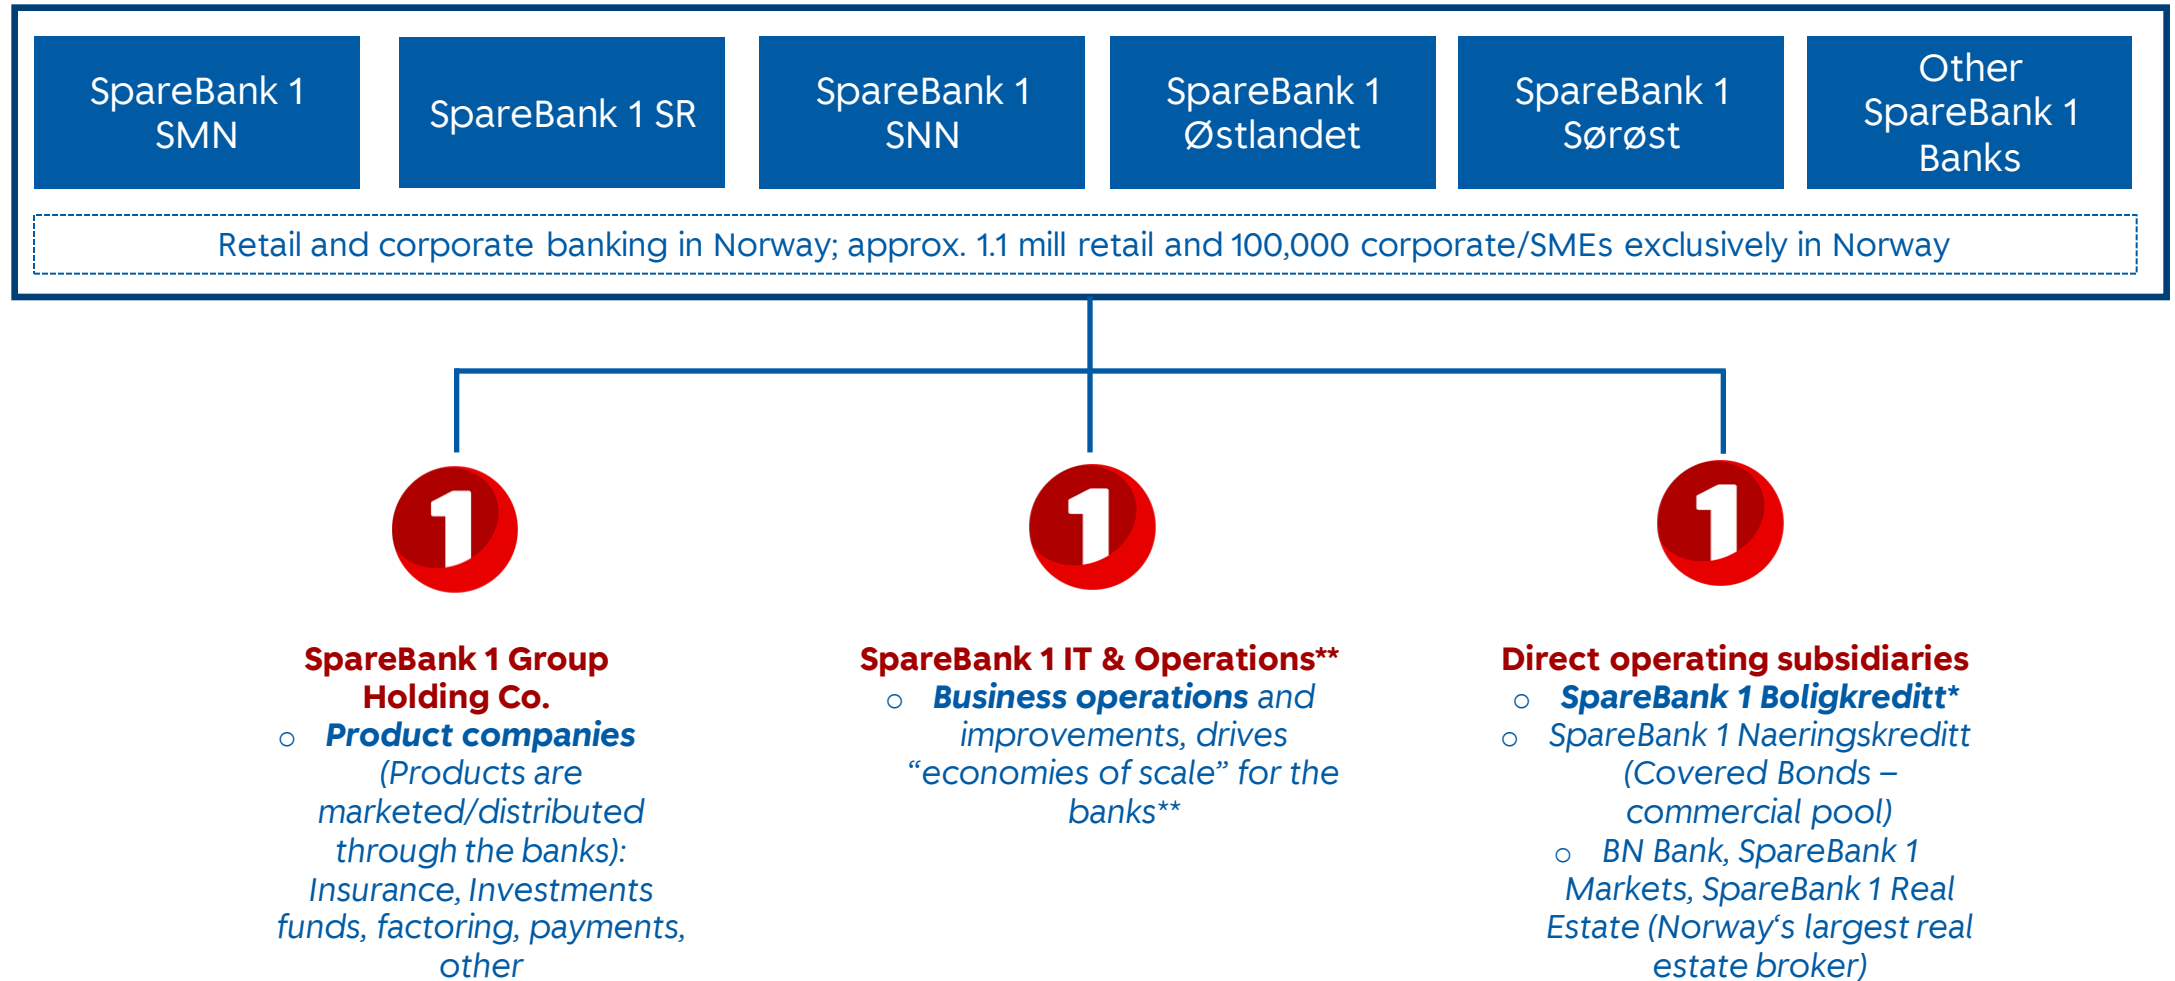 SpareBank 1
SMN
SpareBank 1 SR
SpareBank 1
SNN
SpareBank 1
Østlandet
SpareBank 1
Sørøst
Other
SpareBank 1
Banks
Retail and corporate banking in Norway; approx. 1.1 mill retail and 100,000 corporate/SMEs exclusively in Norway
1
1
1
SpareBank 1 Group
Holding Co.
o Product companies
(Products are
marketed/distributed
through the banks):
Insurance, Investments
funds, factoring, payments,
other
SpareBank 1 IT & Operations**
o Business operations and
improvements, drives
“economies of scale” for the
banks**
Direct operating subsidiaries
o SpareBank 1 Boligkreditt*
o SpareBank 1 Naeringskreditt
(Covered Bonds –
commercial pool)
o BN Bank, SpareBank 1
Markets, SpareBank 1 Real
Estate (Norway‘s largest real
estate broker)